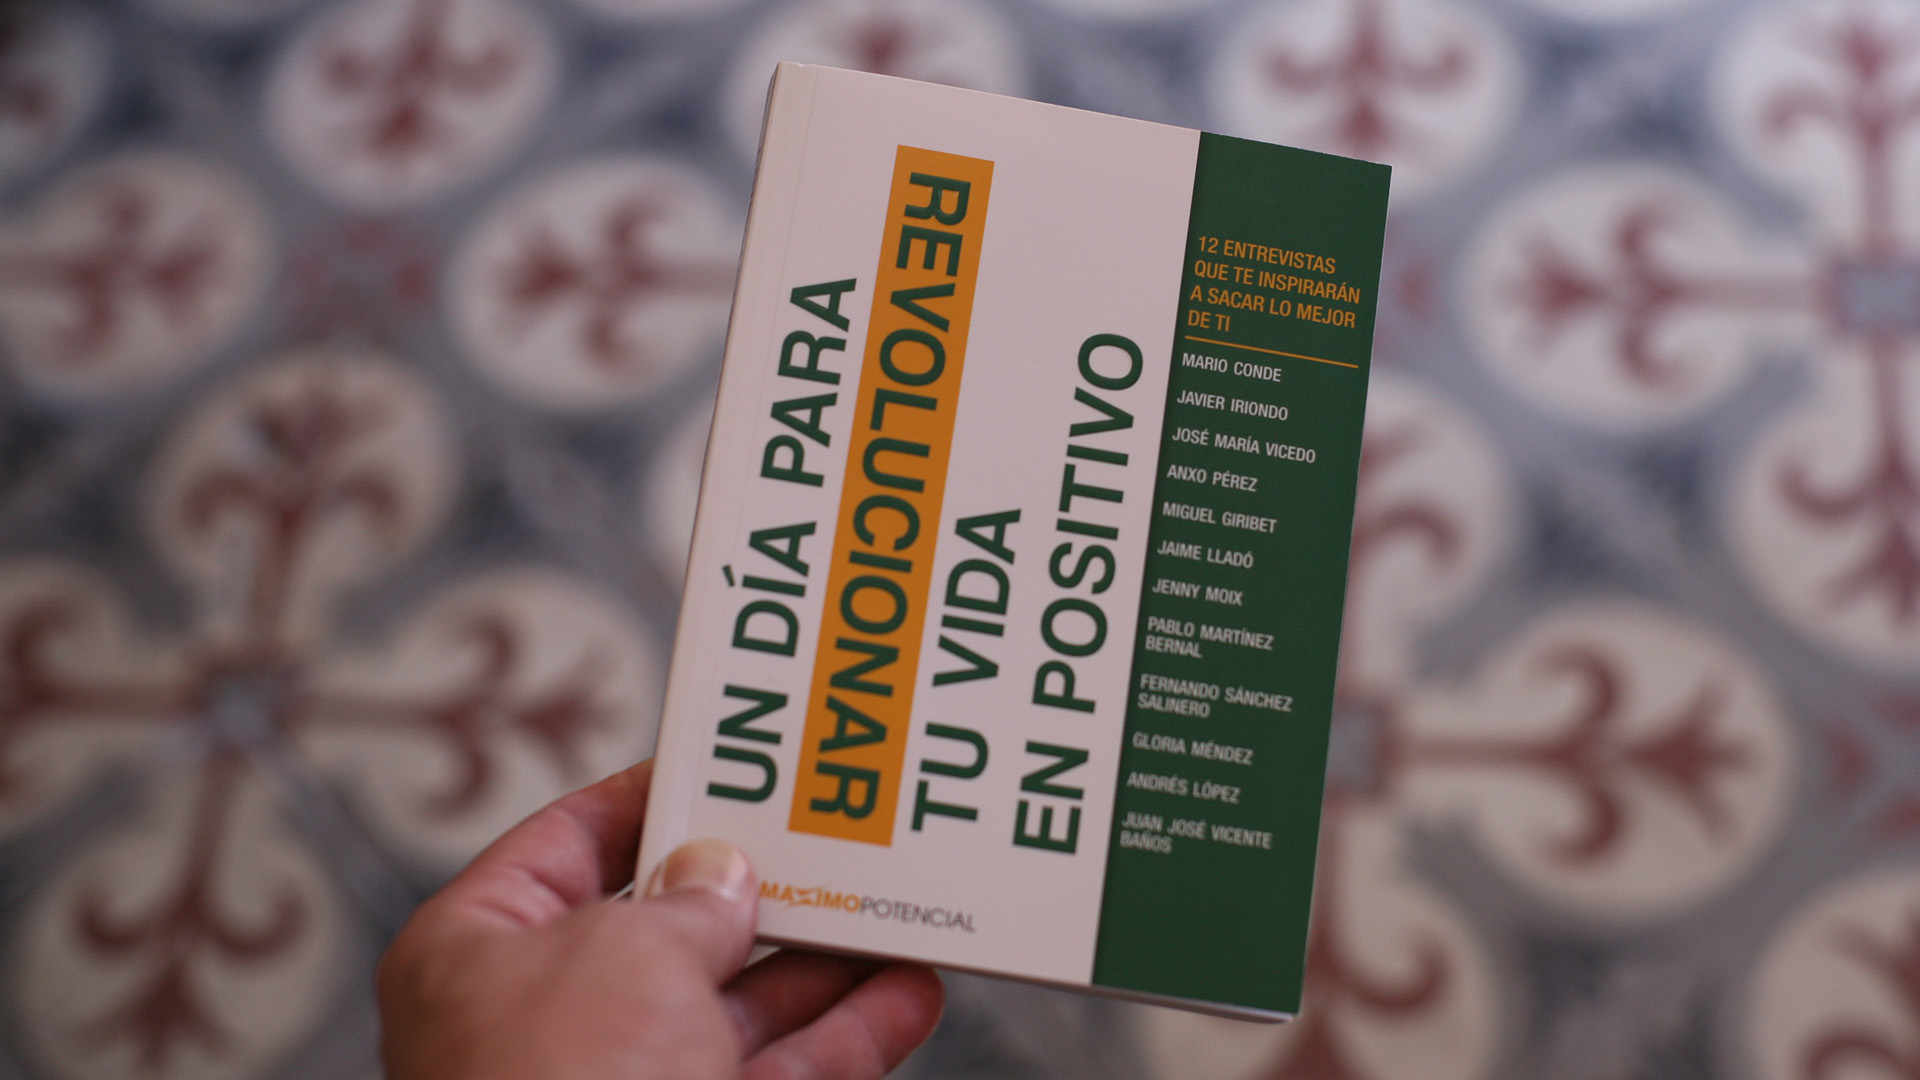 UN DÍA PARA
REVOLUCIONAR
TU VIDA
EN POSITIVO
MAXIMOPOTENCIAL
12 ENTREVISTAS
QUE TE INSPIRARÁN
A SACAR LO MEJOR
DE TI
MARIO CONDE
JAVIER IRIONDO
JOSÉ MARÍA VICEDO
ANXO PÉREZ
MIGUEL GIRIBET
JAIME LLADÓ
JENNY MOIX
PABLO MARTÍNEZ
BERNAL
FERNANDO SÁNCHEZ
SALINERO
GLORIA MÉNDEZ
ANDRÉS LÓPEZ
JUAN JOSÉ VICENTE
BAÑOS